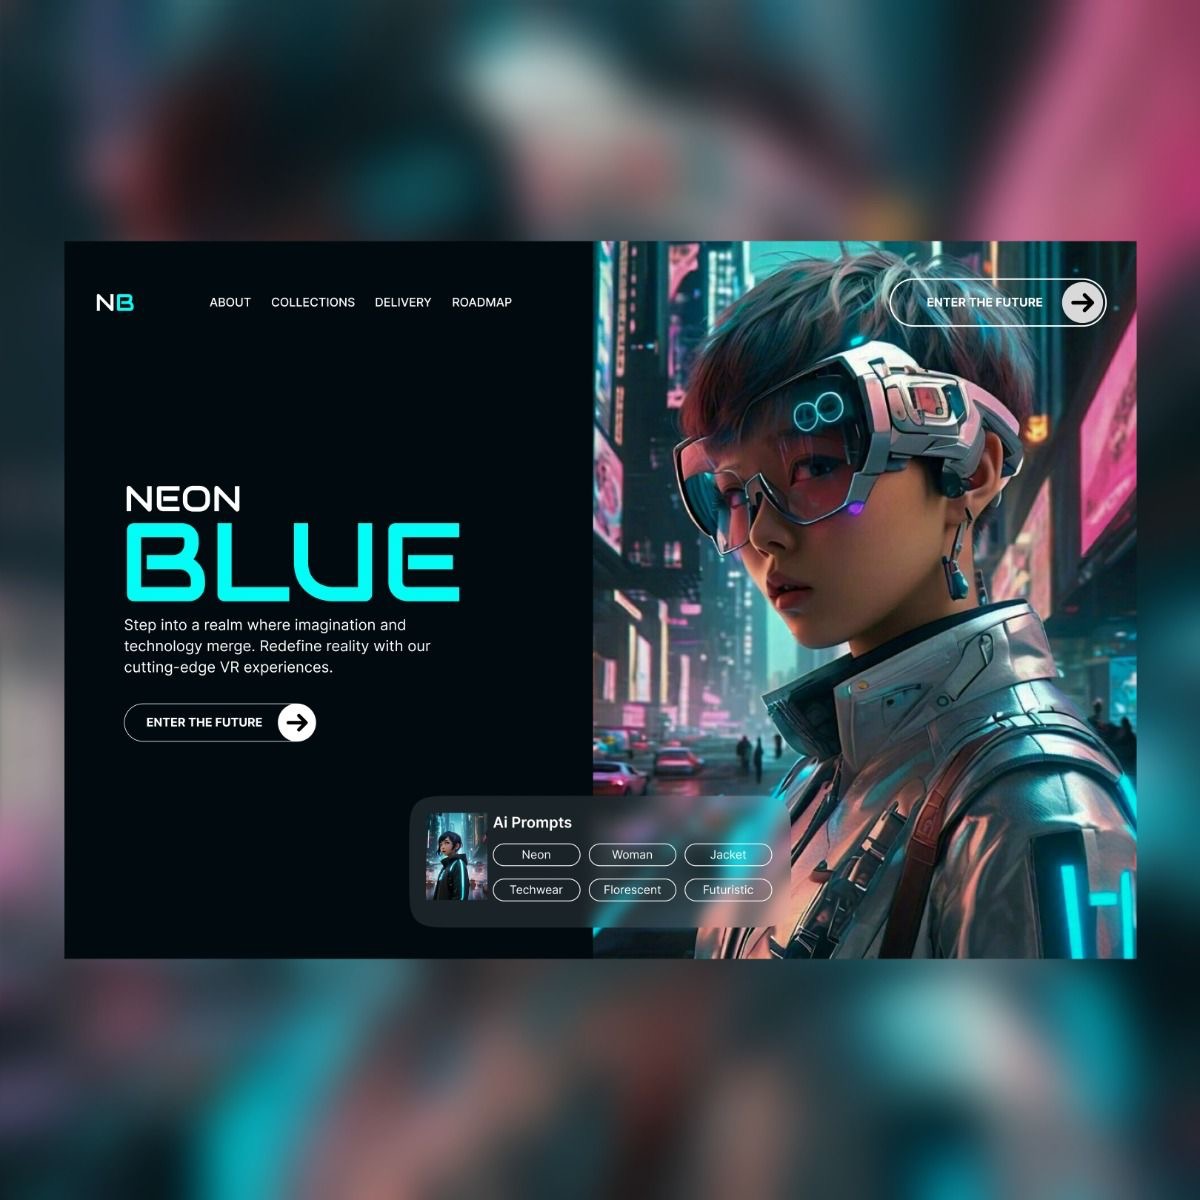 NB
ABOUT COLLECTIONS DELIVERY ROADMAP
ENTER THE FUTURE
NEON
BLUE
Step into a realm where imagination and
technology merge. Redefine reality with our
cutting-edge VR experiences.
ENTER THE FUTURE
Ai Prompts
Neon Woman Jacket
Techwear Florescent Futuristic